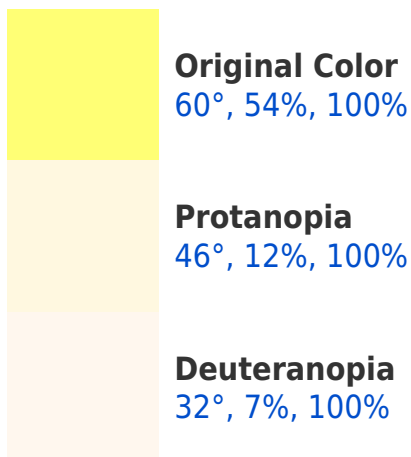 Original Color
60°, 54%, 100%
Protanopia
46°, 12%, 100%
Deuteranopia
32°, 7%, 100%